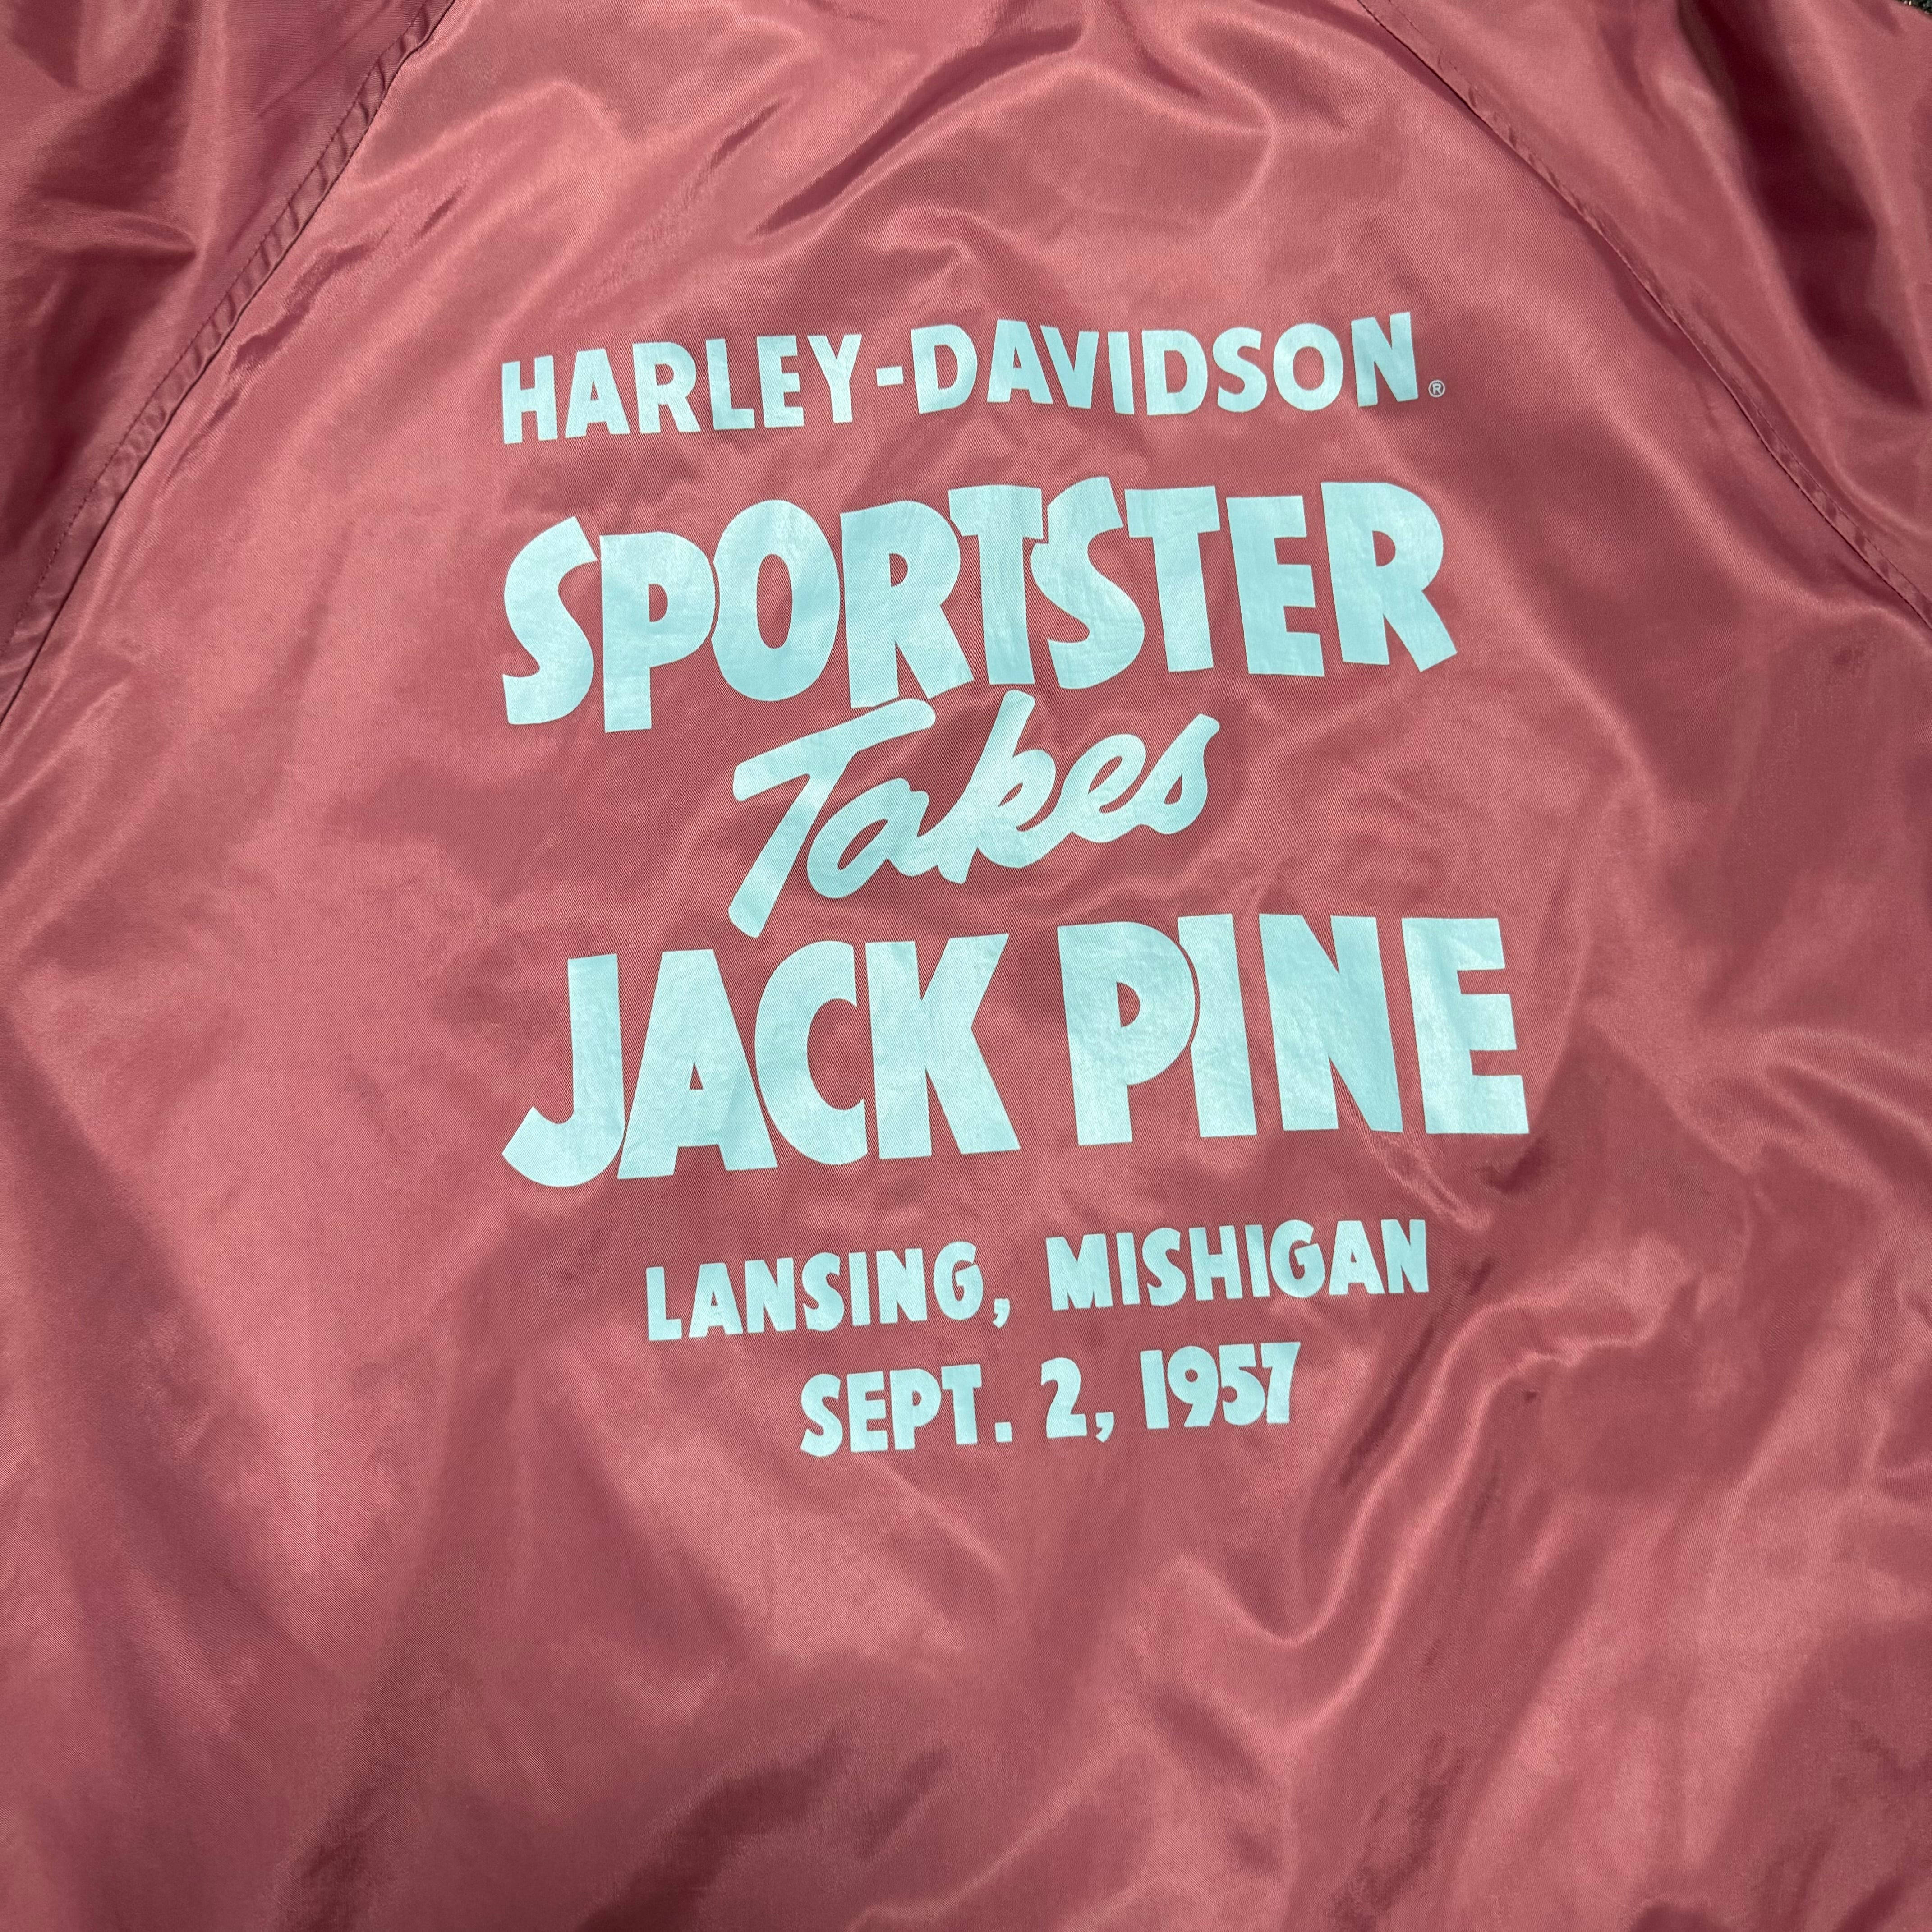 HARLEY-DAVIDSON®
SPORTSTER
Takes
JACK PINE
LANSING, MISHIGAN
SEPT. 2, 1957